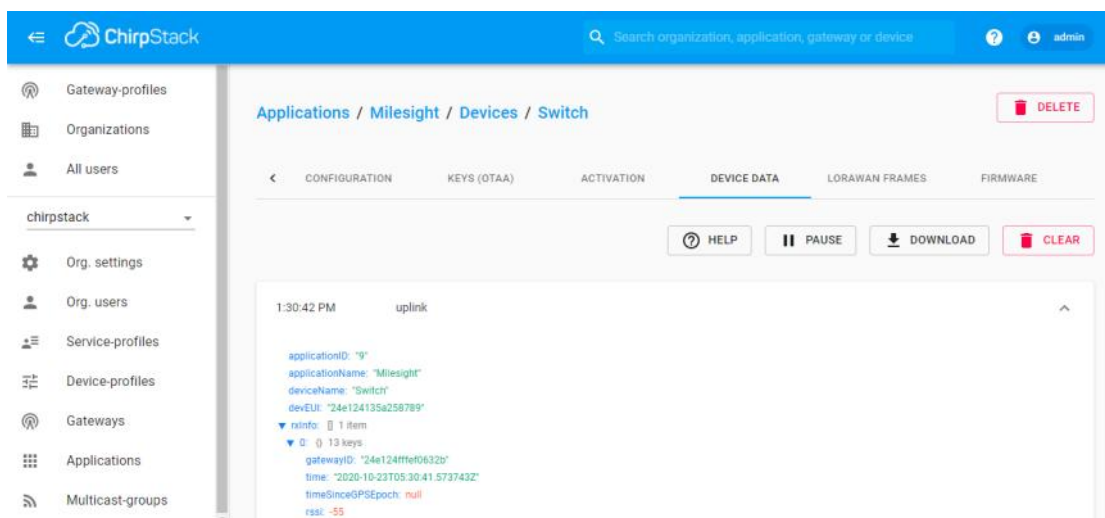 ChirpStack
Search organization, application, gateway or device
? admin
Gateway-profiles
Organizations
All users
chirpstack
Org. settings
Org. users
Service-profiles
Device-profiles
Gateways
Applications
Multicast-groups
Applications / Milesight / Devices / Switch
DELETE
CONFIGURATION KEYS (OTAA) ACTIVATION DEVICE DATA LORAWAN FRAMES FIRMWARE
? HELP PAUSE DOWNLOAD CLEAR
1:30:42 PM uplink
applicationID: "9"
applicationName: "Milesight"
deviceName: "Switch"
devEUI: "24e124135a258789"
rxInfo: [] 1 item
0: {} 13 keys
gatewayID: "24e124fffef0632b"
time: "2020-10-23T05:30:41.573743Z"
timeSinceGPSEpoch: null
rssi: -55